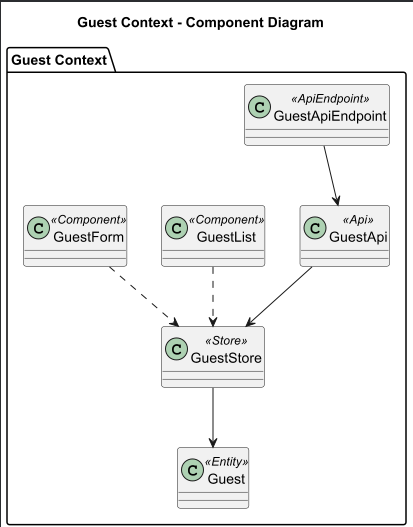 Guest Context - Component Diagram
Guest Context
C «ApiEndpoint»
GuestApiEndpoint
C «Component»
GuestForm
C «Component»
GuestList
C «Api»
GuestApi
C «Store»
GuestStore
C «Entity»
Guest